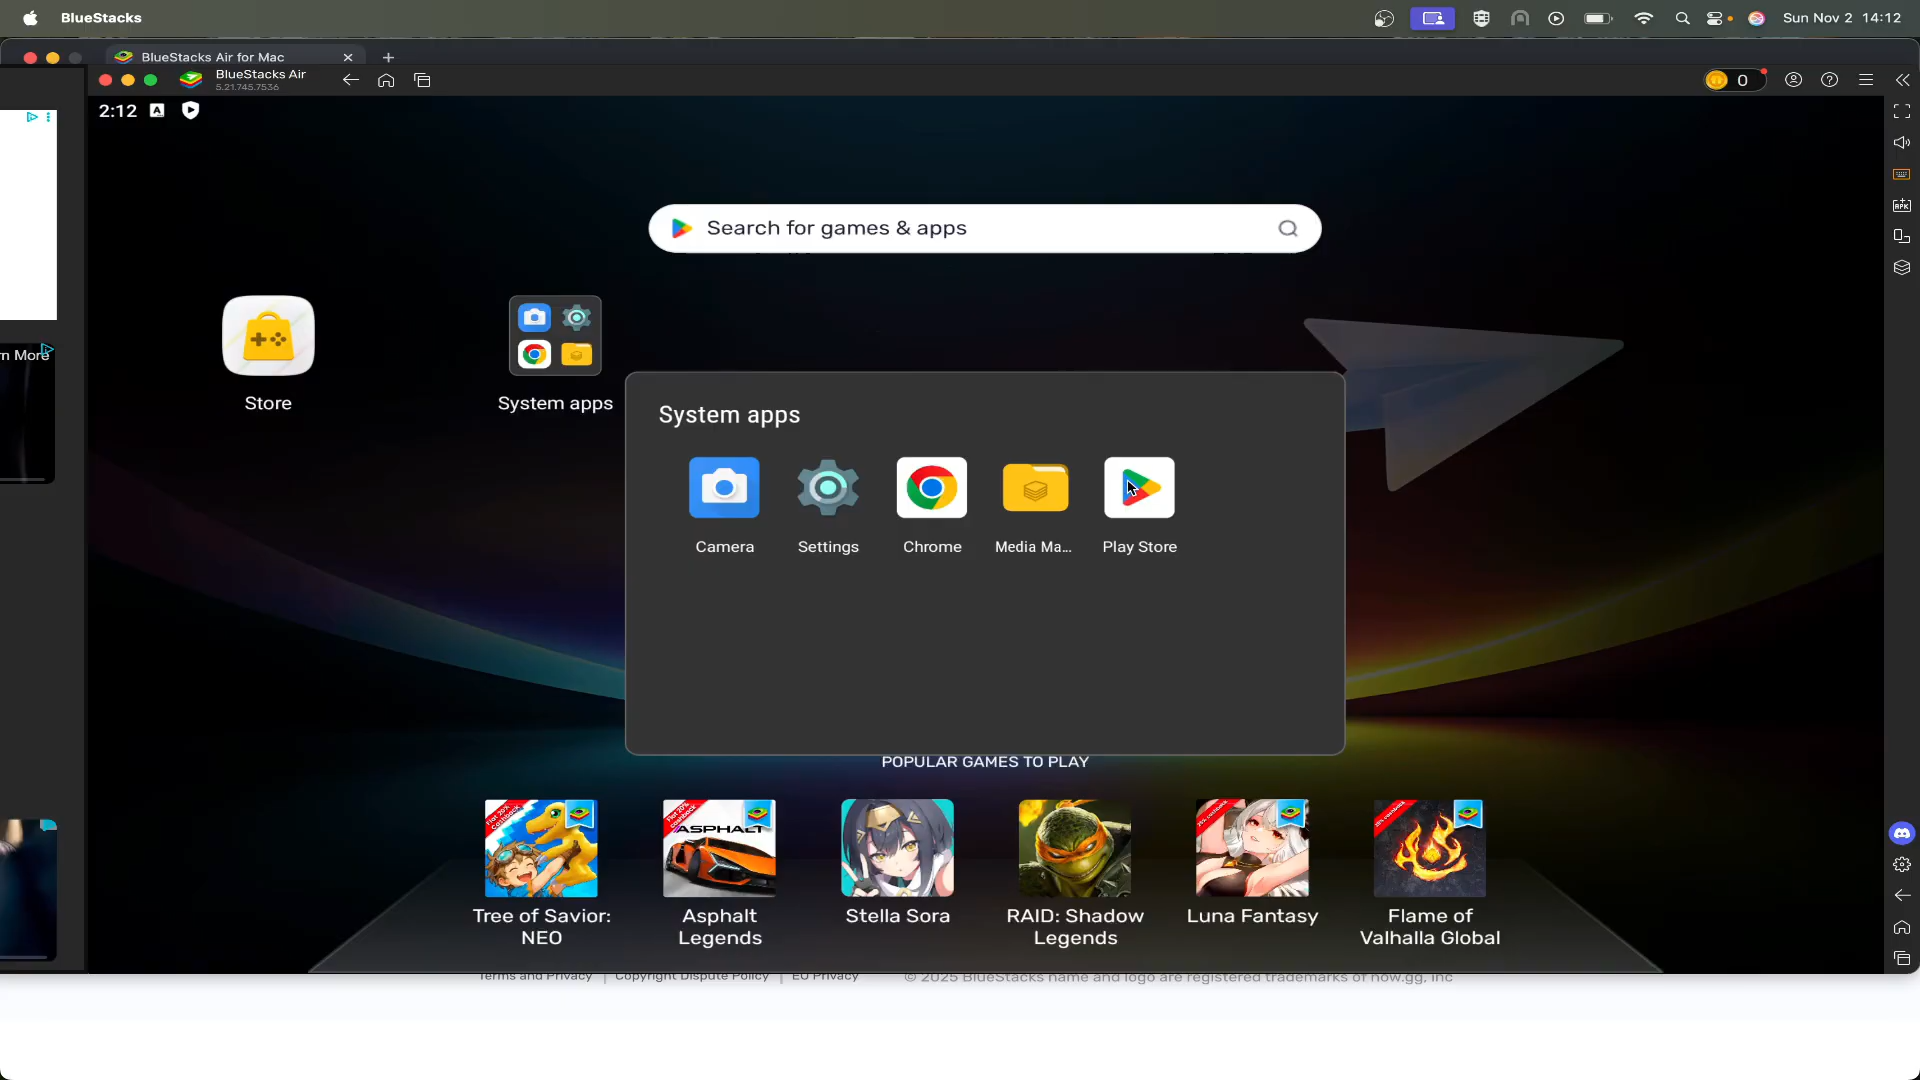 BlueStacks
Sun Nov 2 14:12
BlueStacks Air for Mac
BlueStacks Air
5.21.745.7536
0
2:12
Search for games & apps
rn More
Store
System apps
System apps
Camera
Settings
Chrome
Media Ma...
Play Store
POPULAR GAMES TO PLAY
ASPHALT
Tree of Savior:
NEO
Asphalt
Legends
Stella Sora
RAID: Shadow
Legends
Luna Fantasy
Flame of
Valhalla Global
Terms and Privacy | Copyright Dispute Policy | EU Privacy
© 2025 BlueStacks name and logo are registered trademarks of now.gg, Inc